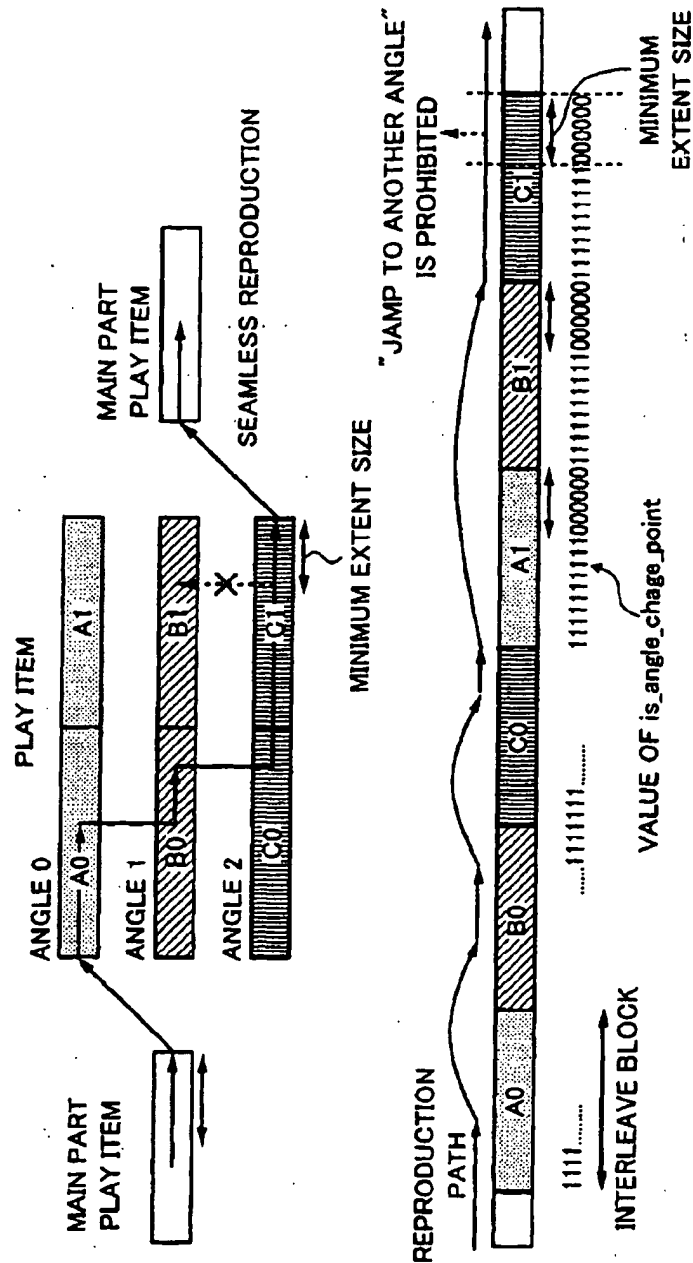 MAIN PART
PLAY ITEM
PLAY ITEM
ANGLE 0
A0
A1
ANGLE 1
B0
B1
ANGLE 2
C0
C1
MAIN PART
PLAY ITEM
SEAMLESS REPRODUCTION
MINIMUM EXTENT SIZE
REPRODUCTION
PATH
"JAMP TO ANOTHER ANGLE"
IS PROHIBITED
A0
B0
C0
A1
B1
C1
1111........
......1111111.........
11111111110000001111111111000000111111111110000000
INTERLEAVE BLOCK
VALUE OF is_angle_chage_point
MINIMUM
EXTENT SIZE